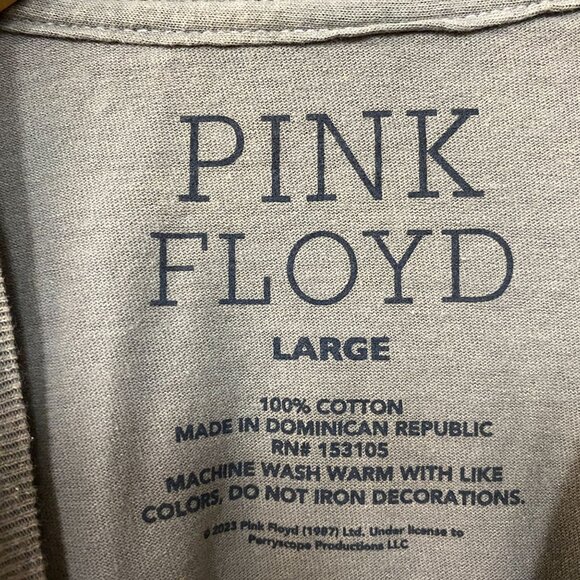 PINK
FLOYD
LARGE
100% COTTON
MADE IN DOMINICAN REPUBLIC
RN# 153105
MACHINE WASH WARM WITH LIKE
COLORS, DO NOT IRON DECORATIONS.
©2023 Pink Floyd (1987) Ltd. Under license to
Perryscope Productions LLC